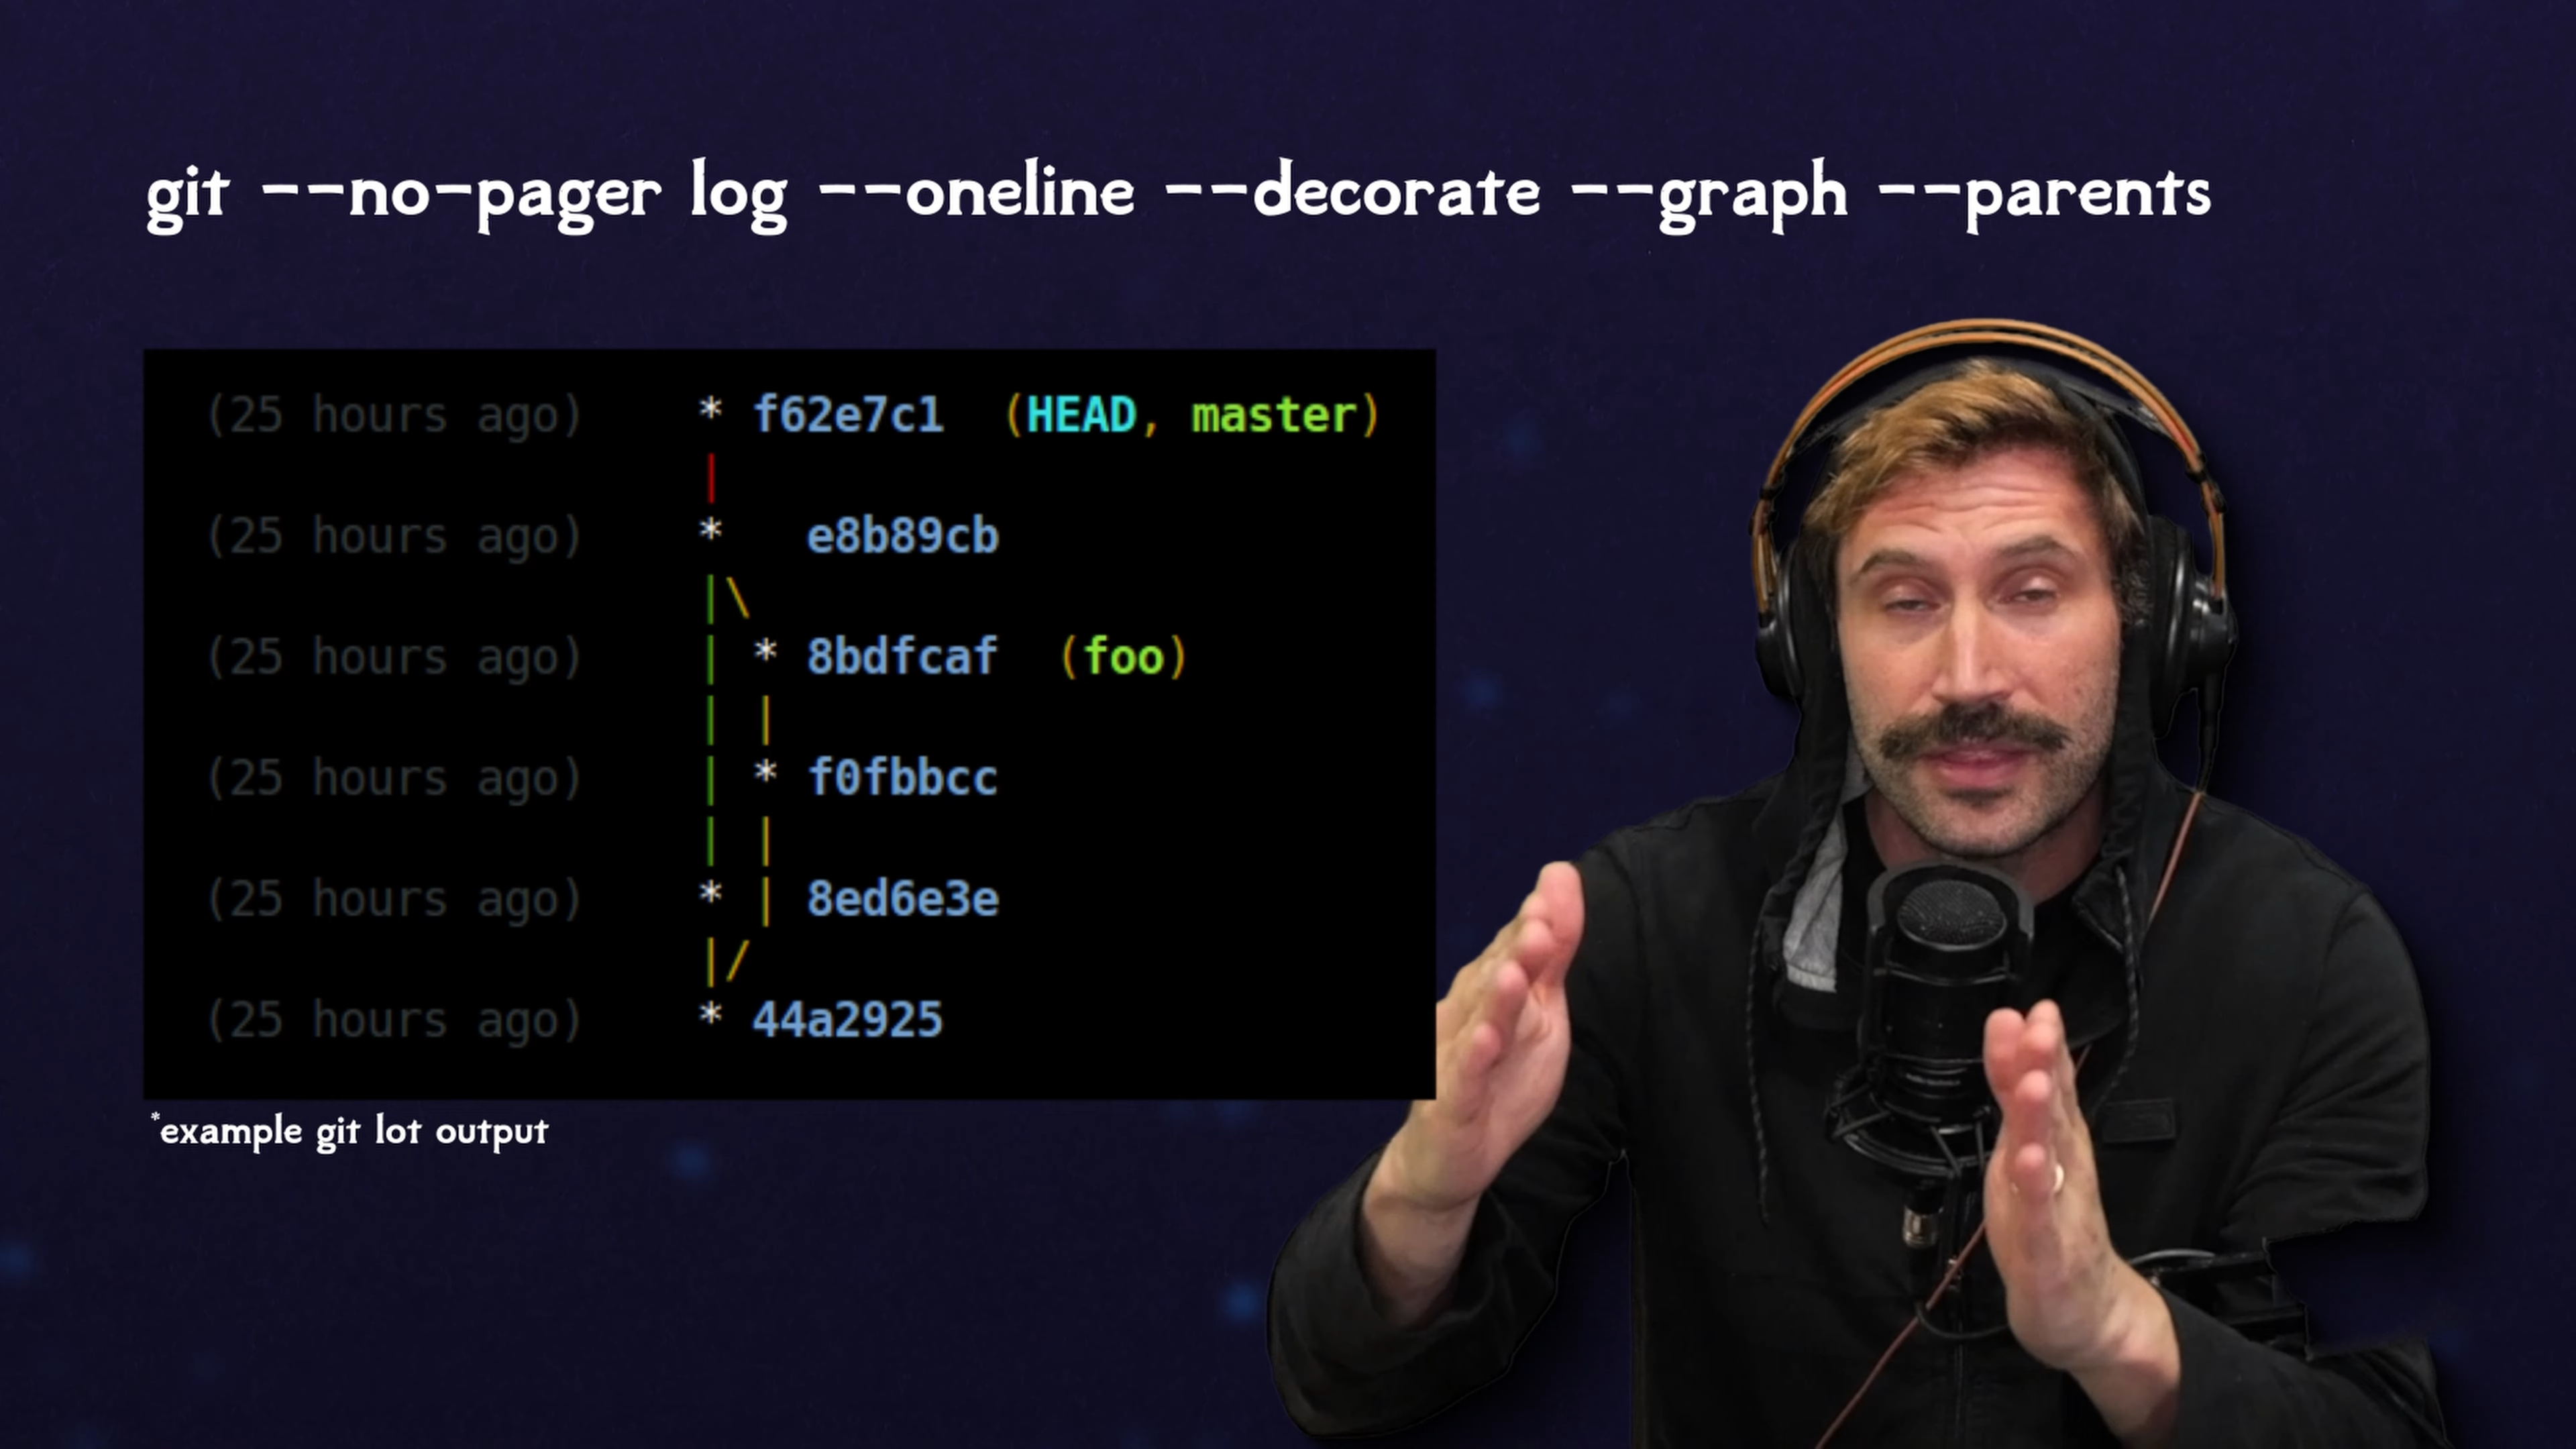 git --no-pager log --oneline --decorate --graph --parents
(25 hours ago) * f62e7c1 (HEAD, master)
|
(25 hours ago) * e8b89cb
|\
(25 hours ago) | * 8bdfcaf (foo)
| |
(25 hours ago) | * f0fbbcc
| |
(25 hours ago) * | 8ed6e3e
|/
(25 hours ago) * 44a2925
*example git lot output